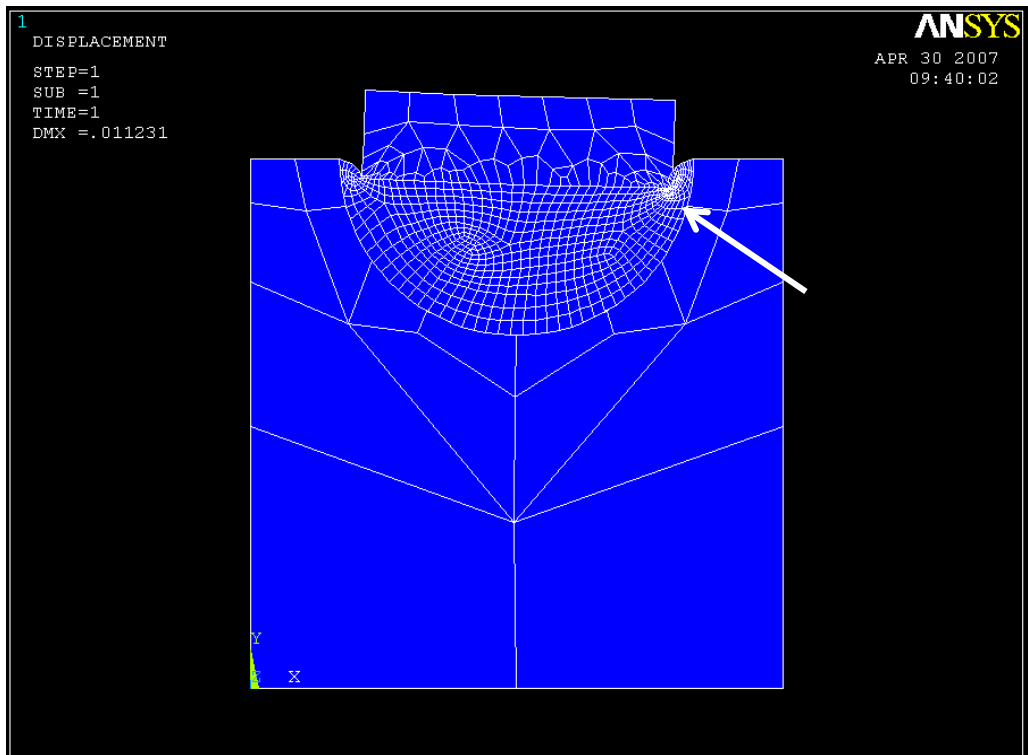 1
DISPLACEMENT
STEP=1
SUB =1
TIME=1
DMX =.011231
ANSYS
APR 30 2007
09:40:02
Y
Z X